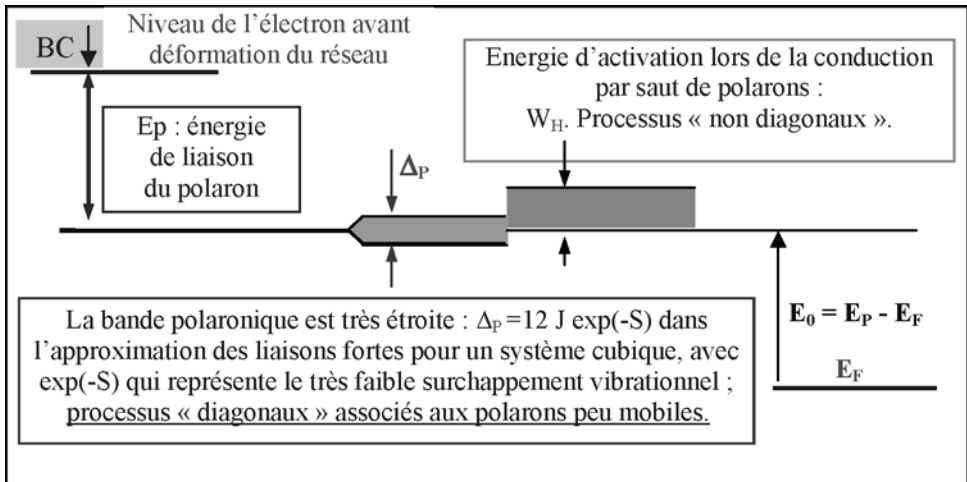 Niveau de l'électron avant
déformation du réseau
BC
Energie d'activation lors de la conduction
par saut de polarons :
W_H. Processus « non diagonaux ».
Ep : énergie
de liaison
du polaron
Δ_P
La bande polaronique est très étroite : Δ_P =12 J exp(-S) dans
l'approximation des liaisons fortes pour un système cubique, avec
exp(-S) qui représente le très faible surchappement vibrationnel ;
processus « diagonaux » associés aux polarons peu mobiles.
E_0 = E_P - E_F
E_F